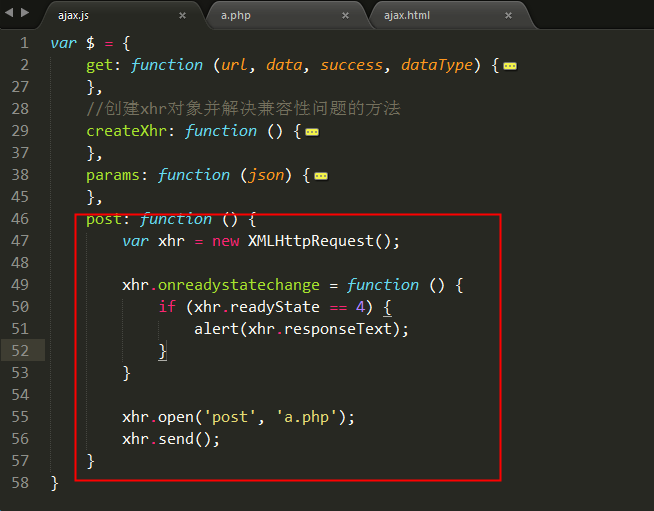 ajax.js × a.php × ajax.html ×
1 var $ = {
2 get: function (url, data, success, dataType) {
27 },
28 //创建xhr对象并解决兼容性问题的方法
29 createXhr: function () {
37 },
38 params: function (json) {
45 },
46 post: function () {
47 var xhr = new XMLHttpRequest();
48
49 xhr.onreadystatechange = function () {
50 if (xhr.readyState == 4) {
51 alert(xhr.responseText);
52 }
53 }
54
55 xhr.open('post', 'a.php');
56 xhr.send();
57 }
58 }